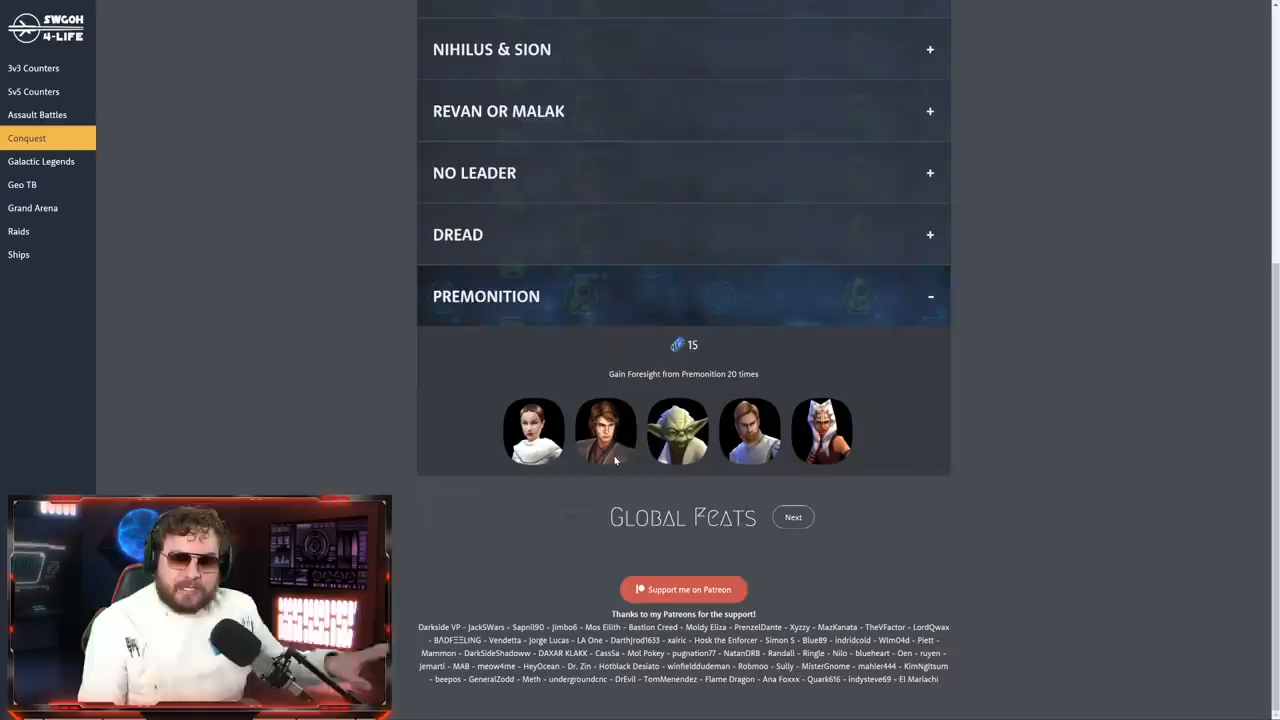 SWGOH
4-LIFE
3v3 Counters
5v5 Counters
Assault Battles
Conquest
Galactic Legends
Geo TB
Grand Arena
Raids
Ships
NIHILUS & SION
+
REVAN OR MALAK
+
NO LEADER
+
DREAD
+
PREMONITION
-
15
Gain Foresight from Premonition 20 times
Global Feats
Next
Support me on Patreon
Thanks to my Patreons for the support!
Darkside VP - JackSWars - Sapnil90 - Jimbo6 - Mos Eilith - Bastion Creed - Moldy Eliza - PrenzelDante - Xyzzy - MazKanata - TheVFactor - LordQwax
- BΛDFΞΞLING - Vendetta - Jorge Lucas - LA One - DarthJrod1633 - xairic - Hosk the Enforcer - Simon S - Blue89 - indridcold - Wlm04d - Piett -
Mammon - DarkSideShadoww - DAXAR KLAKK - Cass5a - Mol Pokey - pugnation77 - NatanDRB - Randall - Ringle - Nilo - blueheart - Oen - ruyen -
Jemarti - MAB - meow4me - HeyOcean - Dr. Zin - Hotblack Desiato - winfielddudeman - Robmoo - Sully - MisterGnome - mahler444 - KimNgitsum
- beepos - GeneralZodd - Meth - undergroundcnc - DrEvil - TomMenendez - Flame Dragon - Ana Foxxx - Quark616 - indysteve69 - El Mariachi